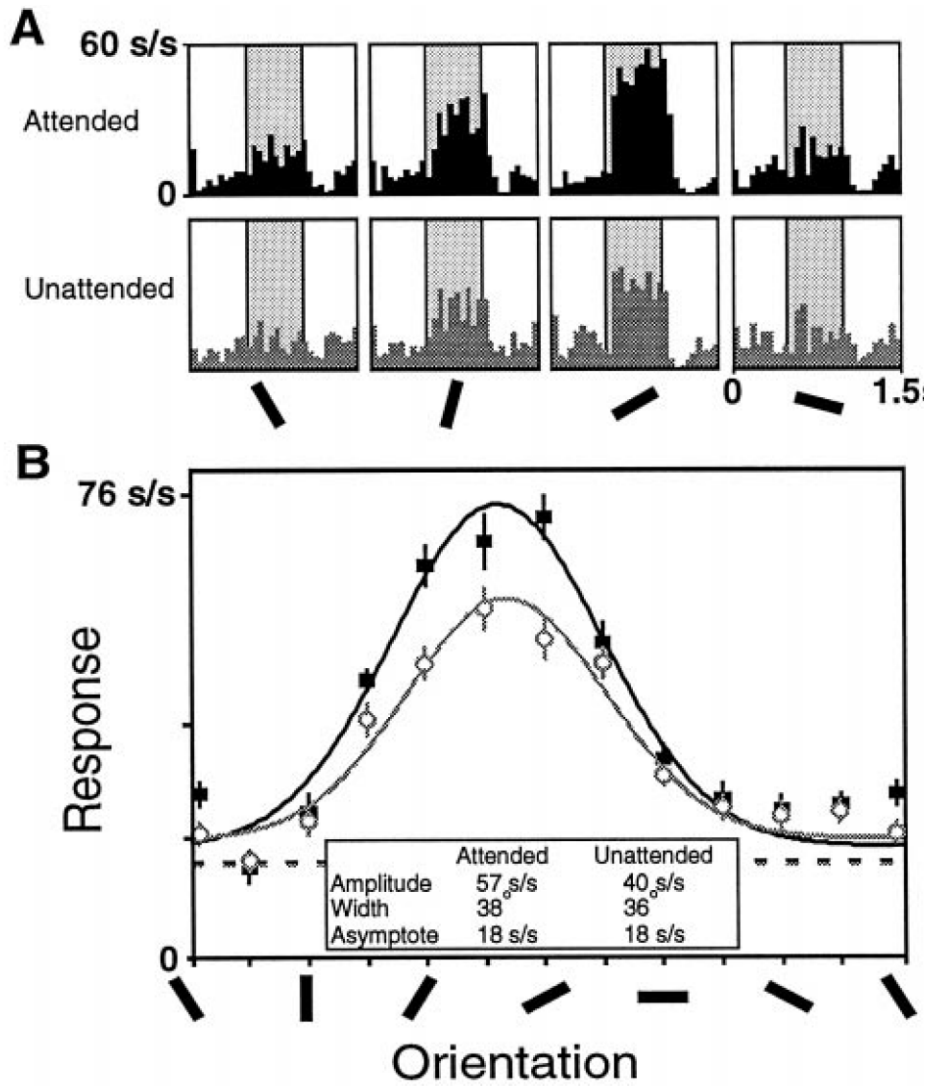 A
60 s/s
Attended
0
Unattended
0 1.5s
B
76 s/s
Response
Attended Unattended
Amplitude 57 s/s 40 s/s
Width 38° 36°
Asymptote 18 s/s 18 s/s
0
Orientation